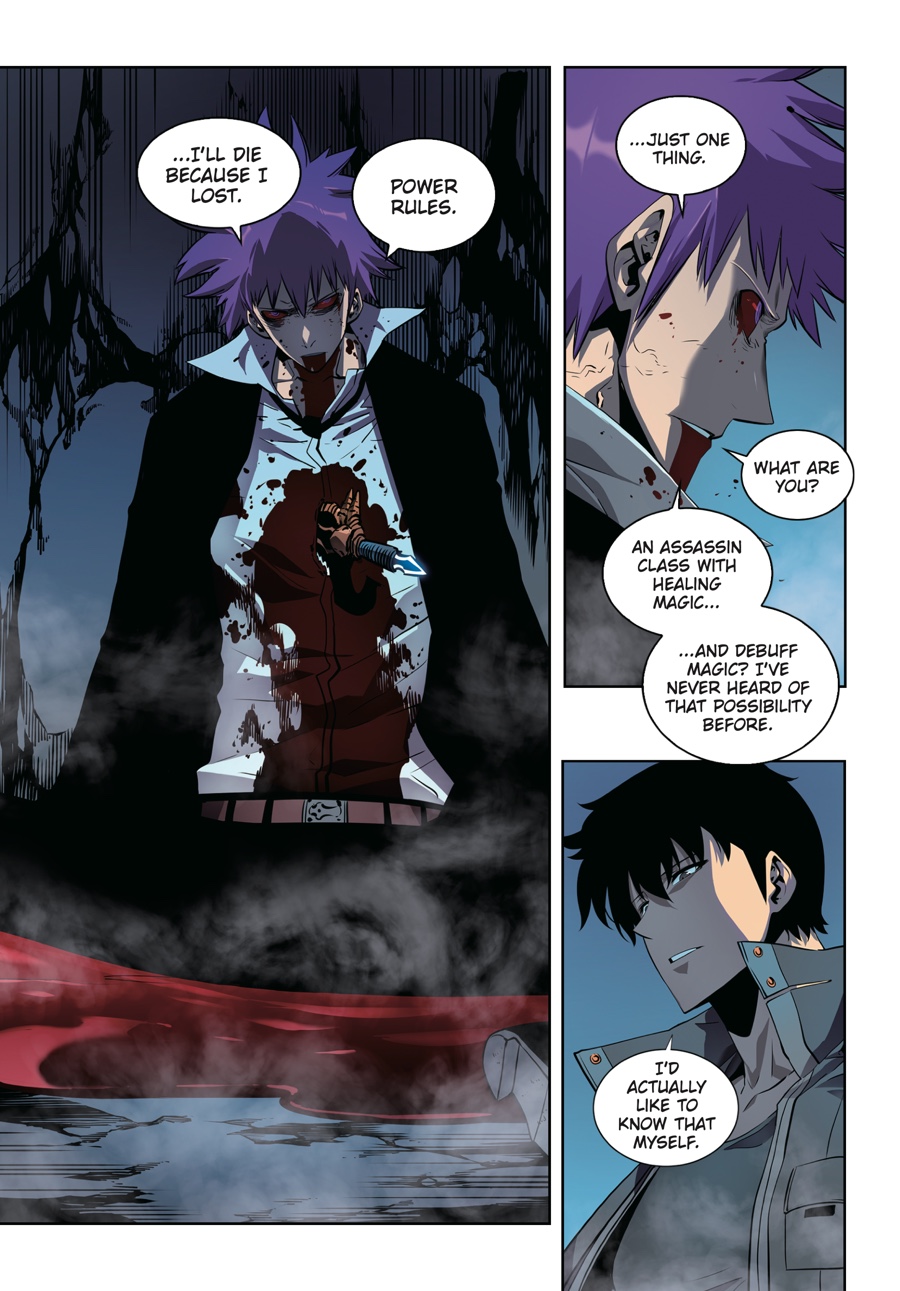 ...I'LL DIE
BECAUSE I
LOST.
POWER
RULES.
...JUST ONE
THING.
WHAT ARE
YOU?
AN ASSASSIN
CLASS WITH
HEALING
MAGIC...
...AND DEBUFF
MAGIC? I'VE
NEVER HEARD OF
THAT POSSIBILITY
BEFORE.
I'D
ACTUALLY
LIKE TO
KNOW THAT
MYSELF.